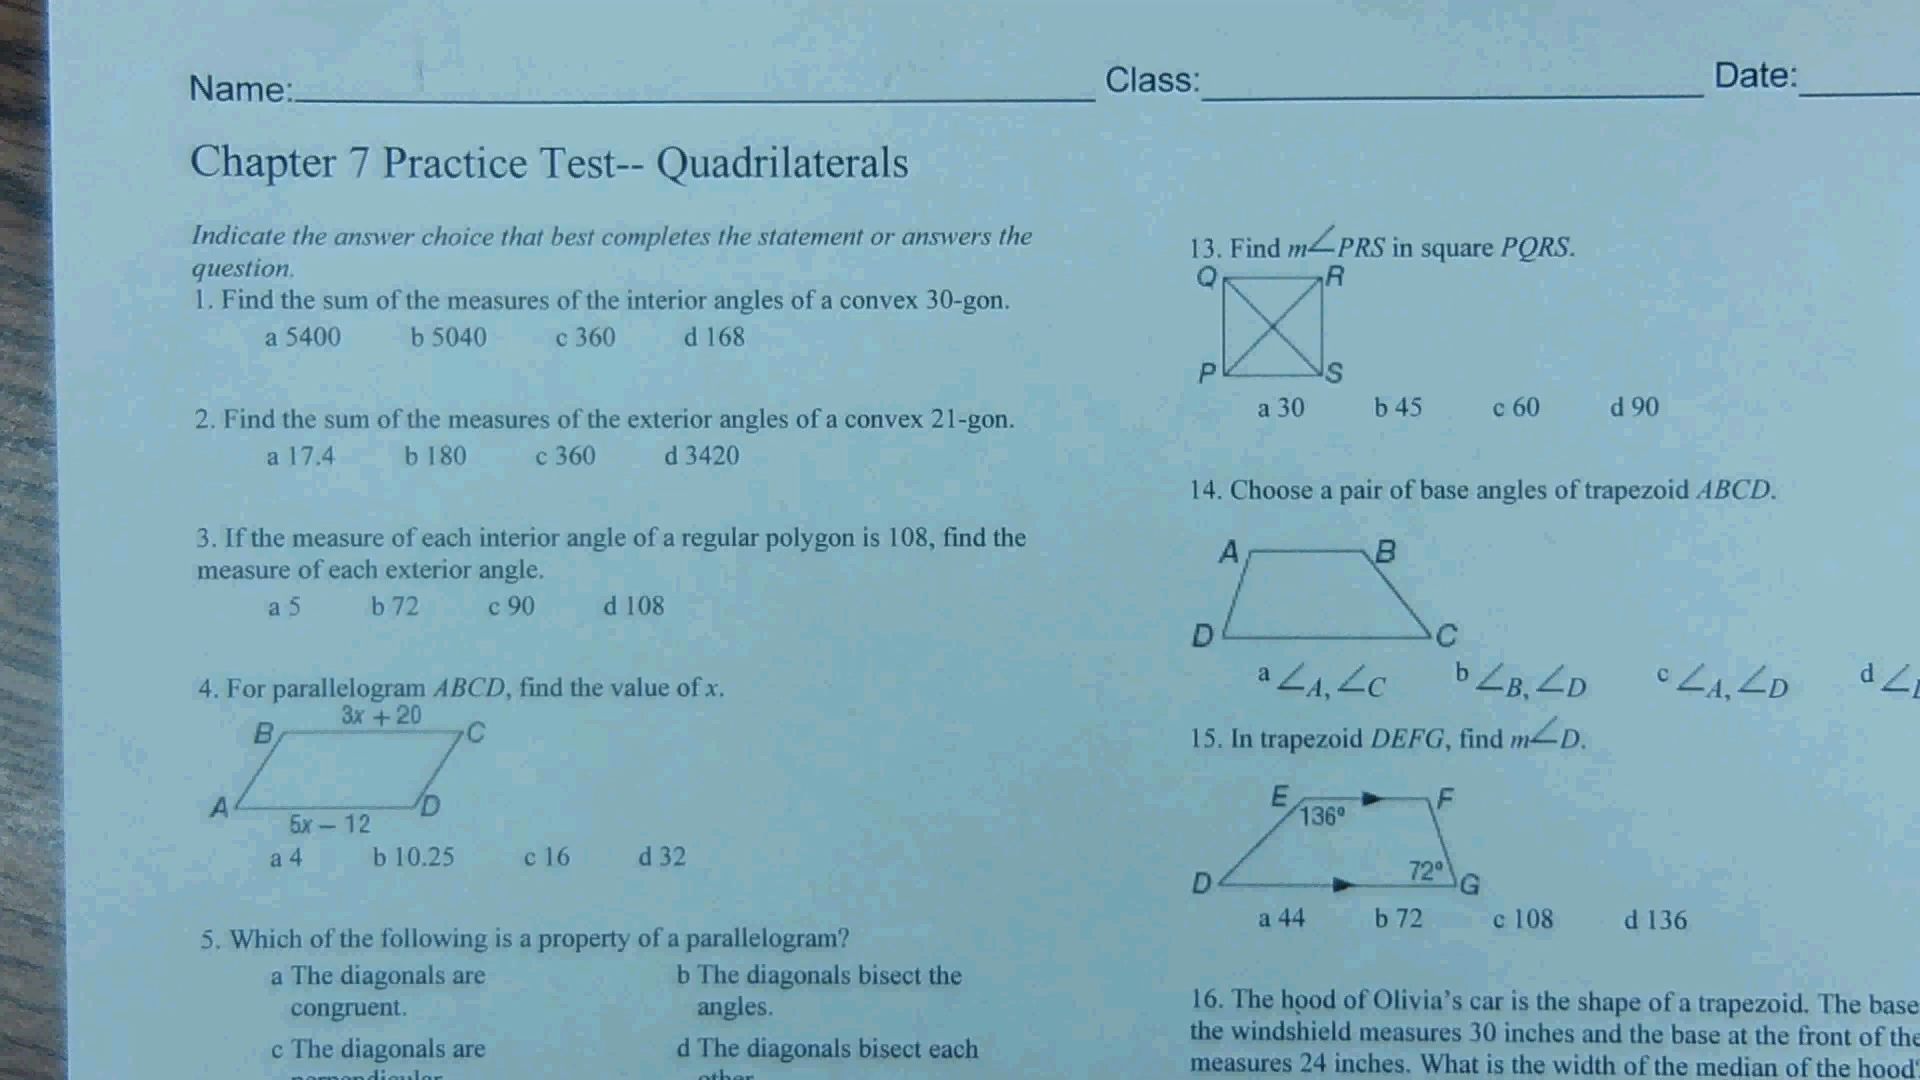 Name:
Class:
Date:
Chapter 7 Practice Test-- Quadrilaterals
Indicate the answer choice that best completes the statement or answers the
question.
1. Find the sum of the measures of the interior angles of a convex 30-gon.
a 5400 b 5040 c 360 d 168
2. Find the sum of the measures of the exterior angles of a convex 21-gon.
a 17.4 b 180 c 360 d 3420
3. If the measure of each interior angle of a regular polygon is 108, find the
measure of each exterior angle.
a 5 b 72 c 90 d 108
4. For parallelogram ABCD, find the value of x.
3x + 20
B C
A D
5x – 12
a 4 b 10.25 c 16 d 32
5. Which of the following is a property of a parallelogram?
a The diagonals are
congruent.
b The diagonals bisect the
angles.
c The diagonals are
perpendicular
d The diagonals bisect each
other
13. Find m∠PRS in square PQRS.
Q R
P S
a 30 b 45 c 60 d 90
14. Choose a pair of base angles of trapezoid ABCD.
A B
D C
a ∠A, ∠C b ∠B, ∠D c ∠A, ∠D d ∠
15. In trapezoid DEFG, find m∠D.
E F
136°
72°
D G
a 44 b 72 c 108 d 136
16. The hood of Olivia's car is the shape of a trapezoid. The base
the windshield measures 30 inches and the base at the front of the
measures 24 inches. What is the width of the median of the hood